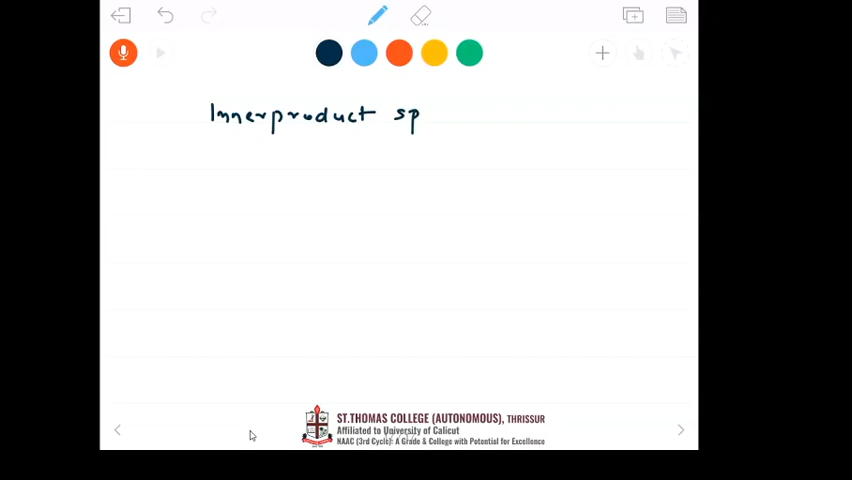 Innerproduct sp
ST.THOMAS COLLEGE (AUTONOMOUS), THRISSUR
Affiliated to University of Calicut
NAAC (3rd Cycle): A Grade & College with Potential for Excellence